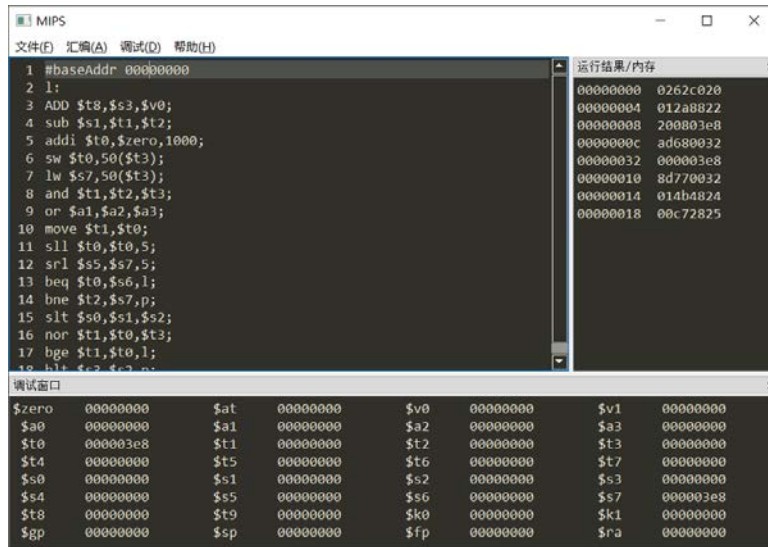 MIPS
文件(F) 汇编(A) 调试(D) 帮助(H)
1 #baseAddr 00000000
2 l:
3 ADD $t8,$s3,$v0;
4 sub $s1,$t1,$t2;
5 addi $t0,$zero,1000;
6 sw $t0,50($t3);
7 lw $s7,50($t3);
8 and $t1,$t2,$t3;
9 or $a1,$a2,$a3;
10 move $t1,$t0;
11 sll $t0,$t0,5;
12 srl $s5,$s7,5;
13 beq $t0,$s6,l;
14 bne $t2,$s7,p;
15 slt $s0,$s1,$s2;
16 nor $t1,$t0,$t3;
17 bge $t1,$t0,l;
18 blt $s3,$s2,p;
运行结果/内存
00000000 0262c020
00000004 012a8822
00000008 200803e8
0000000c ad680032
00000032 000003e8
00000010 8d770032
00000014 014b4824
00000018 00c72825
调试窗口
$zero 00000000 $at 00000000 $v0 00000000 $v1 00000000
$a0 00000000 $a1 00000000 $a2 00000000 $a3 00000000
$t0 000003e8 $t1 00000000 $t2 00000000 $t3 00000000
$t4 00000000 $t5 00000000 $t6 00000000 $t7 00000000
$s0 00000000 $s1 00000000 $s2 00000000 $s3 00000000
$s4 00000000 $s5 00000000 $s6 00000000 $s7 000003e8
$t8 00000000 $t9 00000000 $k0 00000000 $k1 00000000
$gp 00000000 $sp 00000000 $fp 00000000 $ra 00000000